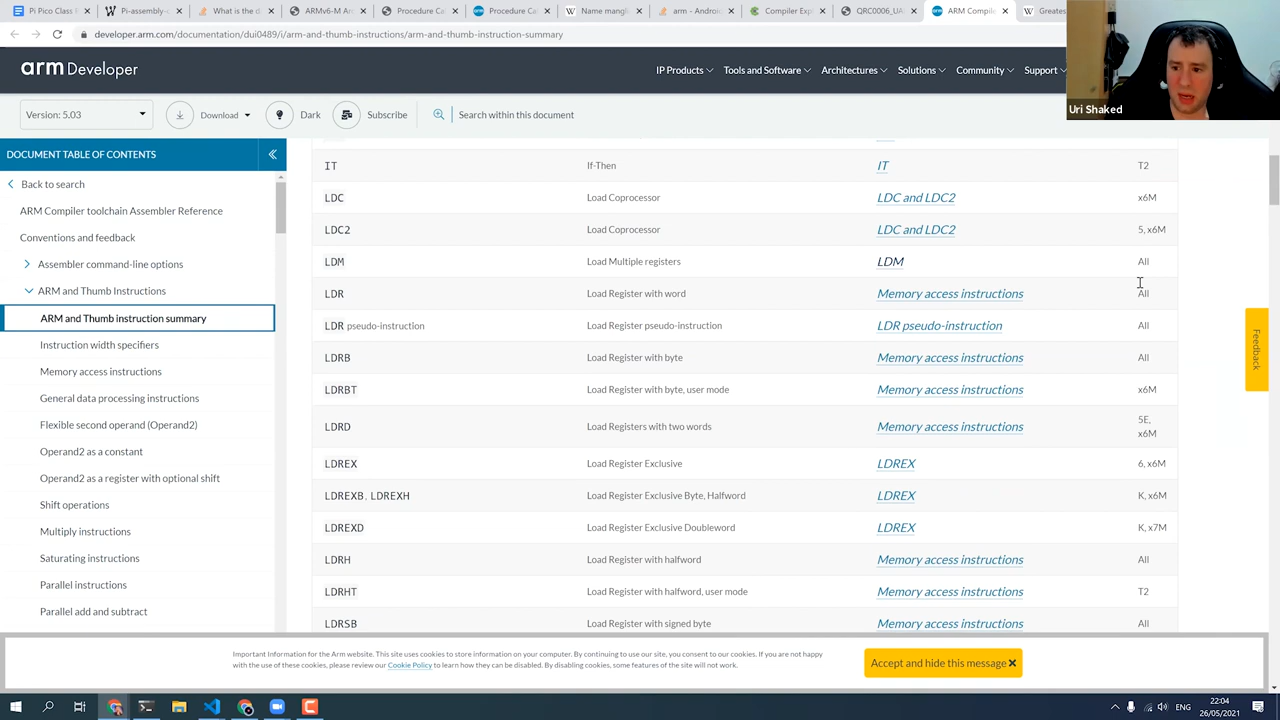 Pi Pico Class
Pi-assembly-
What is the d
ARMv6-M Ar
Procedure Ca
Procedure Ca
Name mangli
arm - Android
Compiler Exp
QRC0006_UA
ARM Compile
Greates
developer.arm.com/documentation/dui0489/i/arm-and-thumb-instructions/arm-and-thumb-instruction-summary
arm Developer
IP Products
Tools and Software
Architectures
Solutions
Community
Support
Uri Shaked
Version: 5.03
Download
Dark
Subscribe
Search within this document
DOCUMENT TABLE OF CONTENTS
Back to search
ARM Compiler toolchain Assembler Reference
Conventions and feedback
Assembler command-line options
ARM and Thumb Instructions
ARM and Thumb instruction summary
Instruction width specifiers
Memory access instructions
General data processing instructions
Flexible second operand (Operand2)
Operand2 as a constant
Operand2 as a register with optional shift
Shift operations
Multiply instructions
Saturating instructions
Parallel instructions
Parallel add and subtract
IT If-Then IT T2
LDC Load Coprocessor LDC and LDC2 x6M
LDC2 Load Coprocessor LDC and LDC2 5, x6M
LDM Load Multiple registers LDM All
LDR Load Register with word Memory access instructions All
LDR pseudo-instruction Load Register pseudo-instruction LDR pseudo-instruction All
LDRB Load Register with byte Memory access instructions All
LDRBT Load Register with byte, user mode Memory access instructions x6M
LDRD Load Registers with two words Memory access instructions 5E,
x6M
LDREX Load Register Exclusive LDREX 6, x6M
LDREXB, LDREXH Load Register Exclusive Byte, Halfword LDREX K, x6M
LDREXD Load Register Exclusive Doubleword LDREX K, x7M
LDRH Load Register with halfword Memory access instructions All
LDRHT Load Register with halfword, user mode Memory access instructions T2
LDRSB Load Register with signed byte Memory access instructions All
Feedback
Important Information for the Arm website. This site uses cookies to store information on your computer. By continuing to use our site, you consent to our cookies. If you are not happy
with the use of these cookies, please review our Cookie Policy to learn how they can be disabled. By disabling cookies, some features of the site will not work.
Accept and hide this message
ENG
22:04
26/05/2021